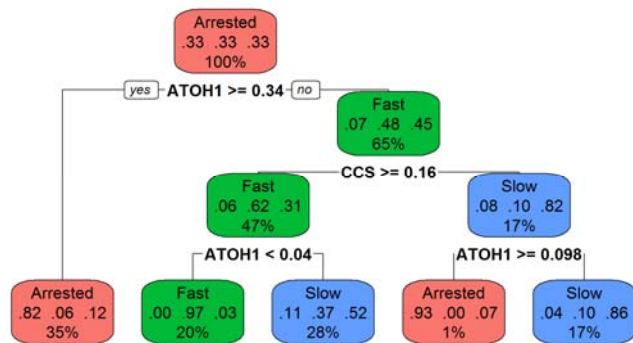 Arrested
.33 .33 .33
100%
yes ATOH1 >= 0.34 no
Fast
.07 .48 .45
65%
CCS >= 0.16
Fast
.06 .62 .31
47%
Slow
.08 .10 .82
17%
ATOH1 < 0.04
ATOH1 >= 0.098
Arrested
.82 .06 .12
35%
Fast
.00 .97 .03
20%
Slow
.11 .37 .52
28%
Arrested
.93 .00 .07
1%
Slow
.04 .10 .86
17%